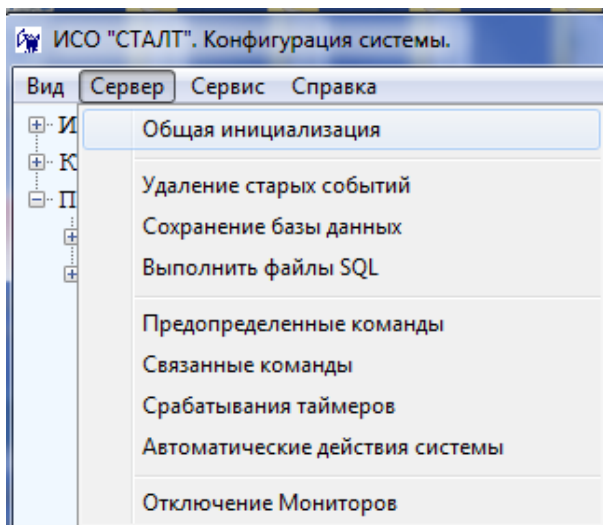 ИСО "СТАЛТ". Конфигурация системы.
Вид Сервер Сервис Справка
Общая инициализация
Удаление старых событий
Сохранение базы данных
Выполнить файлы SQL
Предопределенные команды
Связанные команды
Срабатывания таймеров
Автоматические действия системы
Отключение Мониторов